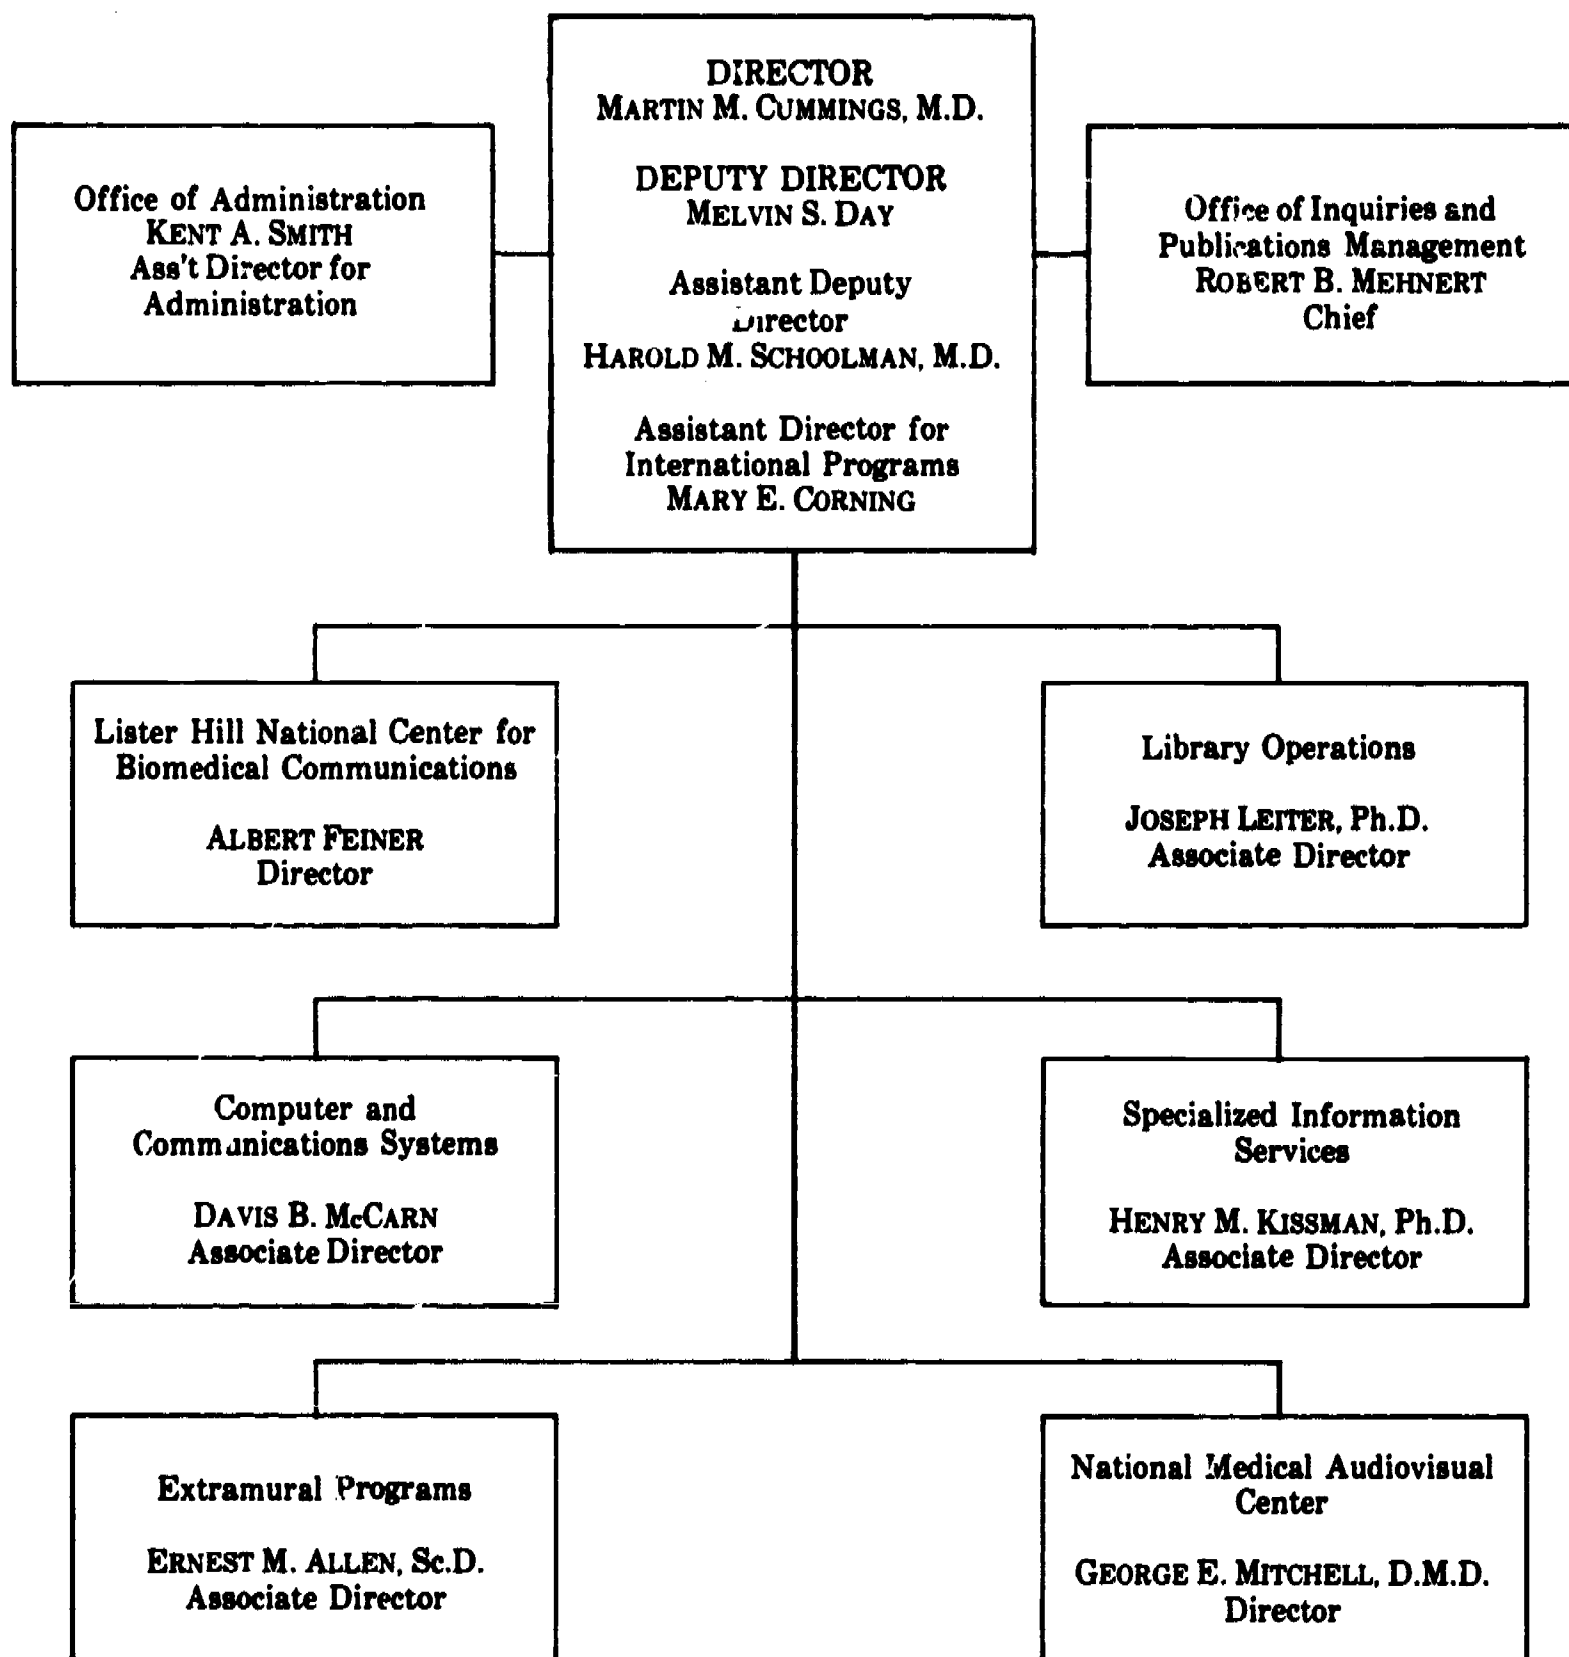 DIRECTOR
MARTIN M. CUMMINGS, M.D.
DEPUTY DIRECTOR
MELVIN S. DAY
Assistant Deputy
Director
HAROLD M. SCHOOLMAN, M.D.
Assistant Director for
International Programs
MARY E. CORNING
Office of Administration
KENT A. SMITH
Ass't Director for
Administration
Office of Inquiries and
Publications Management
ROBERT B. MEHNERT
Chief
Lister Hill National Center for
Biomedical Communications
ALBERT FEINER
Director
Library Operations
JOSEPH LEITER, Ph.D.
Associate Director
Computer and
Communications Systems
DAVIS B. McCARN
Associate Director
Specialized Information
Services
HENRY M. KISSMAN, Ph.D.
Associate Director
Extramural Programs
ERNEST M. ALLEN, Sc.D.
Associate Director
National Medical Audiovisual
Center
GEORGE E. MITCHELL, D.M.D.
Director